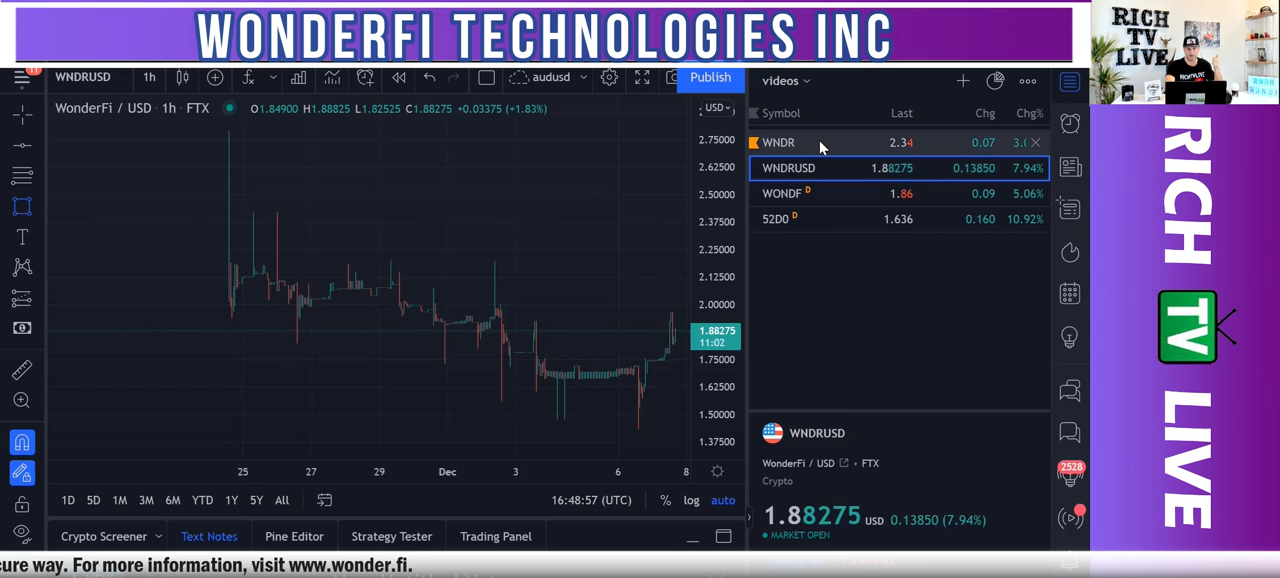 WONDERFI TECHNOLOGIES INC
RICH
TV
LIVE
11
WNDRUSD 1h audusd Publish
WonderFi / USD · 1h · FTX O1.84900 H1.88825 L1.82525 C1.88275 +0.03375 (+1.83%) USD
2.75000
2.62500
2.50000
2.37500
2.25000
2.12500
2.00000
1.88275
11:02
1.75000
1.62500
1.50000
1.37500
25 27 29 Dec 3 6 8
1D 5D 1M 3M 6M YTD 1Y 5Y All 16:48:57 (UTC) % log auto
Crypto Screener Text Notes Pine Editor Strategy Tester Trading Panel
videos
Symbol Last Chg Chg%
WNDR 2.34 0.07
WNDRUSD 1.88275 0.13850 7.94%
WONDF D 1.86 0.09 5.06%
52D0 D 1.636 0.160 10.92%
WNDRUSD
WonderFi / USD · FTX
Crypto
1.88275 USD 0.13850 (7.94%)
MARKET OPEN
2528
RICH TV LIVE
cure way. For more information, visit www.wonder.fi.